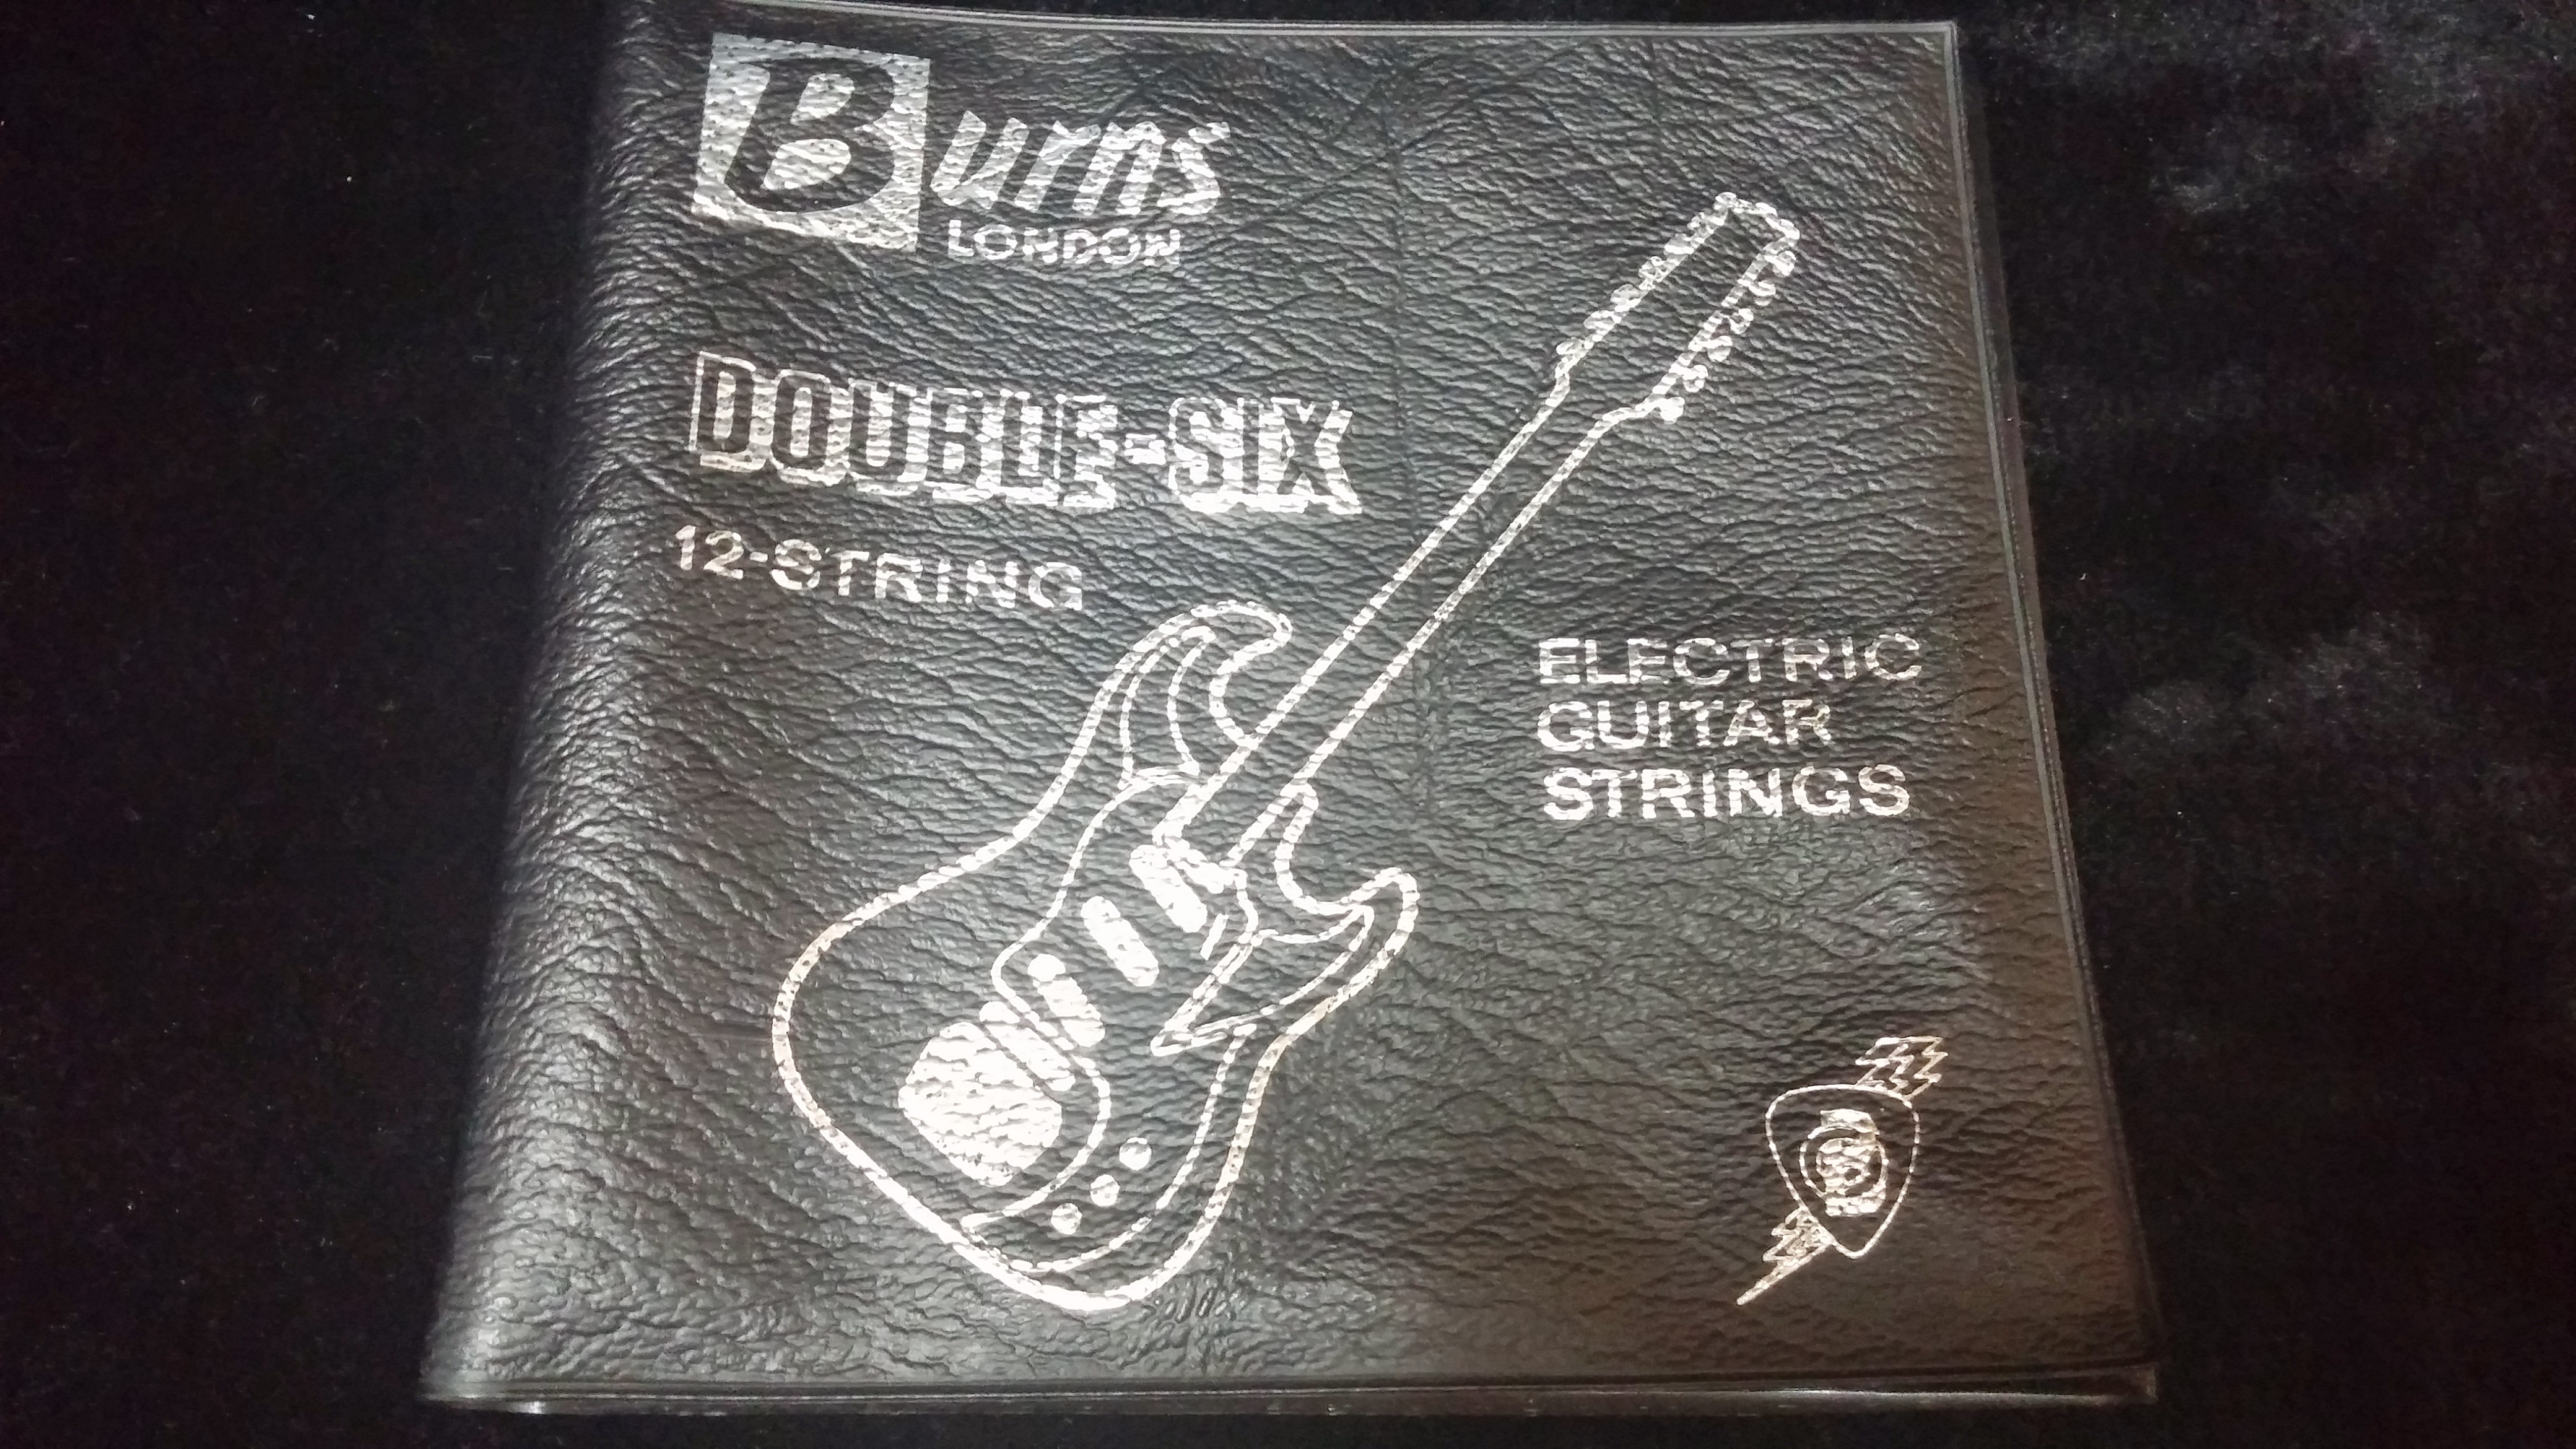 Burns
LONDON
DOUBLE-SIX
12-STRING
ELECTRIC
GUITAR
STRINGS